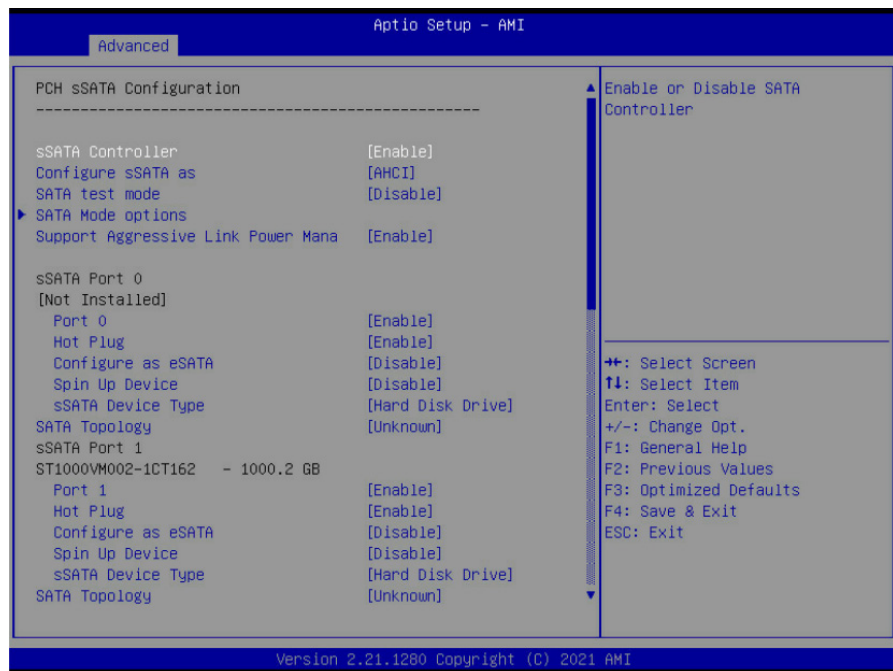 Aptio Setup – AMI
Advanced
PCH sSATA Configuration
--------------------------------------------------
sSATA Controller [Enable]
Configure sSATA as [AHCI]
SATA test mode [Disable]
SATA Mode options
Support Aggressive Link Power Mana [Enable]
sSATA Port 0
[Not Installed]
Port 0 [Enable]
Hot Plug [Enable]
Configure as eSATA [Disable]
Spin Up Device [Disable]
sSATA Device Type [Hard Disk Drive]
SATA Topology [Unknown]
sSATA Port 1
ST1000VM002-1CT162 - 1000.2 GB
Port 1 [Enable]
Hot Plug [Enable]
Configure as eSATA [Disable]
Spin Up Device [Disable]
sSATA Device Type [Hard Disk Drive]
SATA Topology [Unknown]
Enable or Disable SATA
Controller
→←: Select Screen
↑↓: Select Item
Enter: Select
+/-: Change Opt.
F1: General Help
F2: Previous Values
F3: Optimized Defaults
F4: Save & Exit
ESC: Exit
Version 2.21.1280 Copyright (C) 2021 AMI